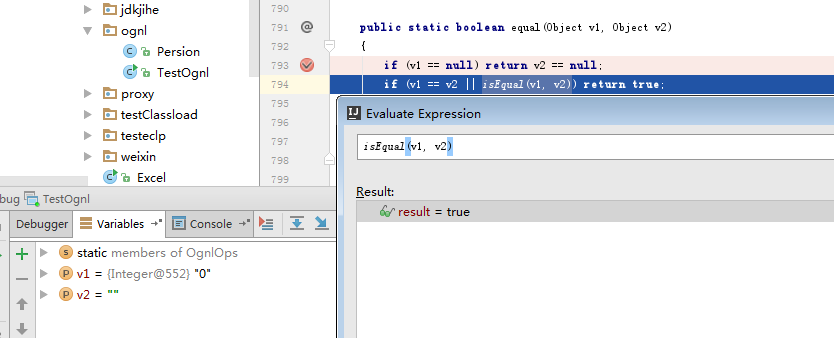 jdkjihe
ognl
Persion
TestOgnl
proxy
testClassload
testeclp
weixin
Excel
790
791 @ public static boolean equal(Object v1, Object v2)
792 {
793 if (v1 == null) return v2 == null;
794 if (v1 == v2 || isEqual(v1, v2)) return true;
795
796
797
798
799
Evaluate Expression
isEqual(v1, v2)
Result:
result = true
bug TestOgnl
Debugger Variables Console
static members of OgnlOps
v1 = {Integer@552} "0"
v2 = ""